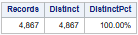 Records Distinct DistinctPct
4,867 4,867 100.00%